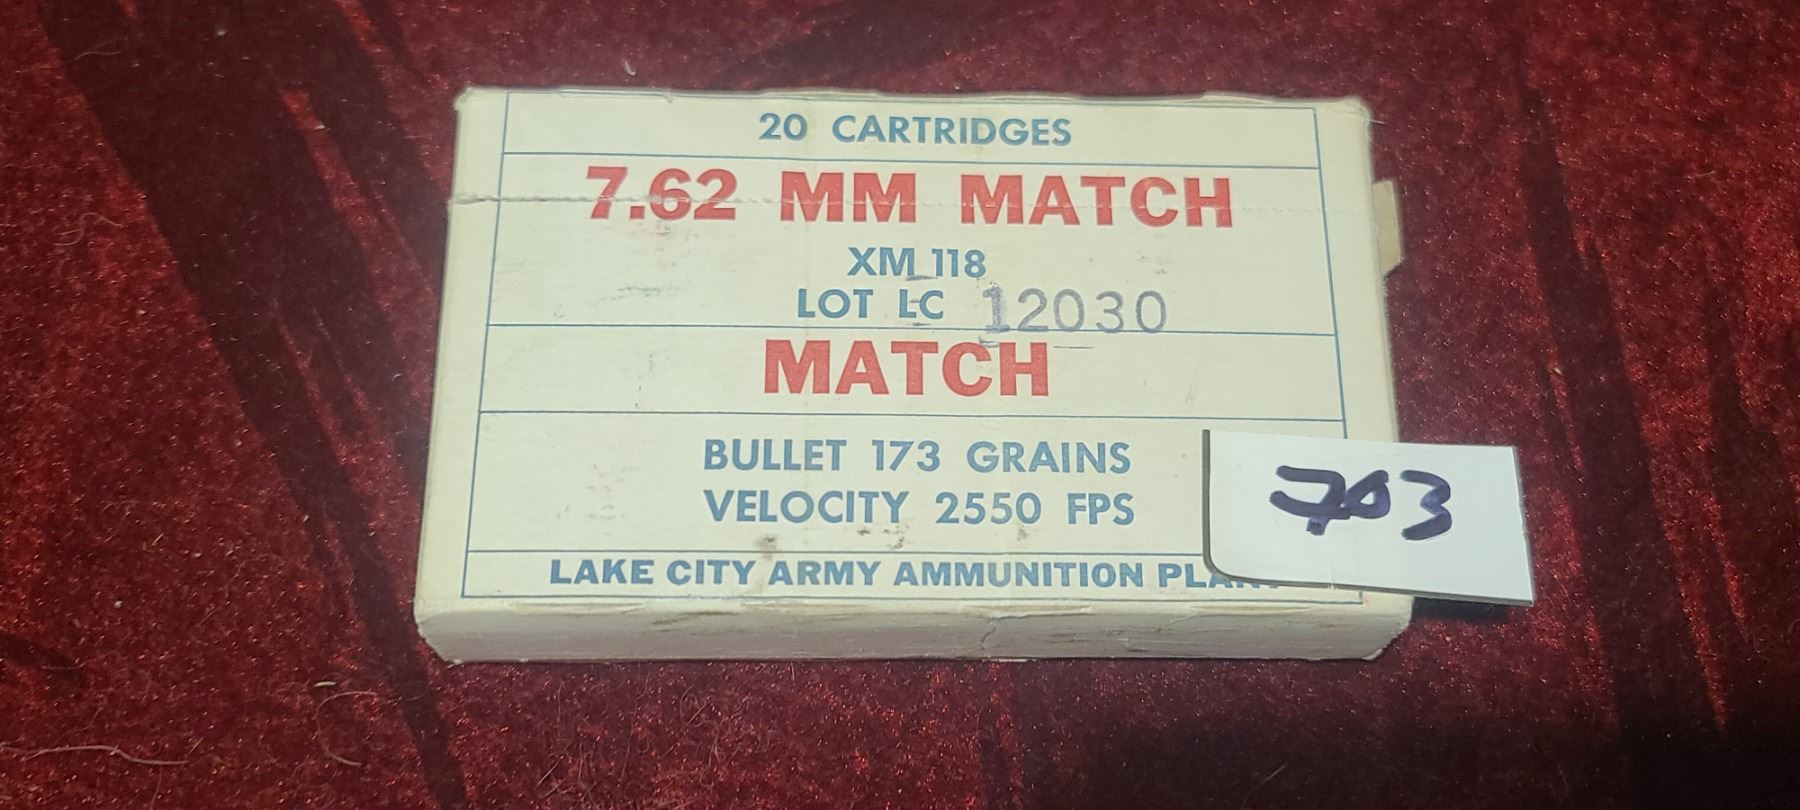 20 CARTRIDGES
7.62 MM MATCH
XM 118
LOT LC 12030
MATCH
BULLET 173 GRAINS
VELOCITY 2550 FPS
LAKE CITY ARMY AMMUNITION PLANT
703